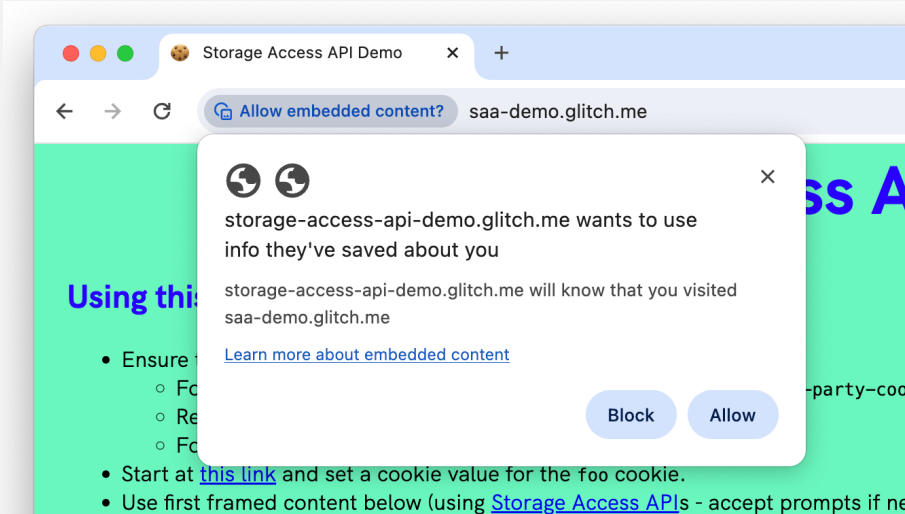 Storage Access API Demo
Allow embedded content?
saa-demo.glitch.me
storage-access-api-demo.glitch.me wants to use
info they've saved about you
storage-access-api-demo.glitch.me will know that you visited
saa-demo.glitch.me
Learn more about embedded content
Block
Allow
ss A
Using this
Ensure
Fo
-party-coo
Re
Fo
Start at this link and set a cookie value for the foo cookie.
Use first framed content below (using Storage Access APIs - accept prompts if ne